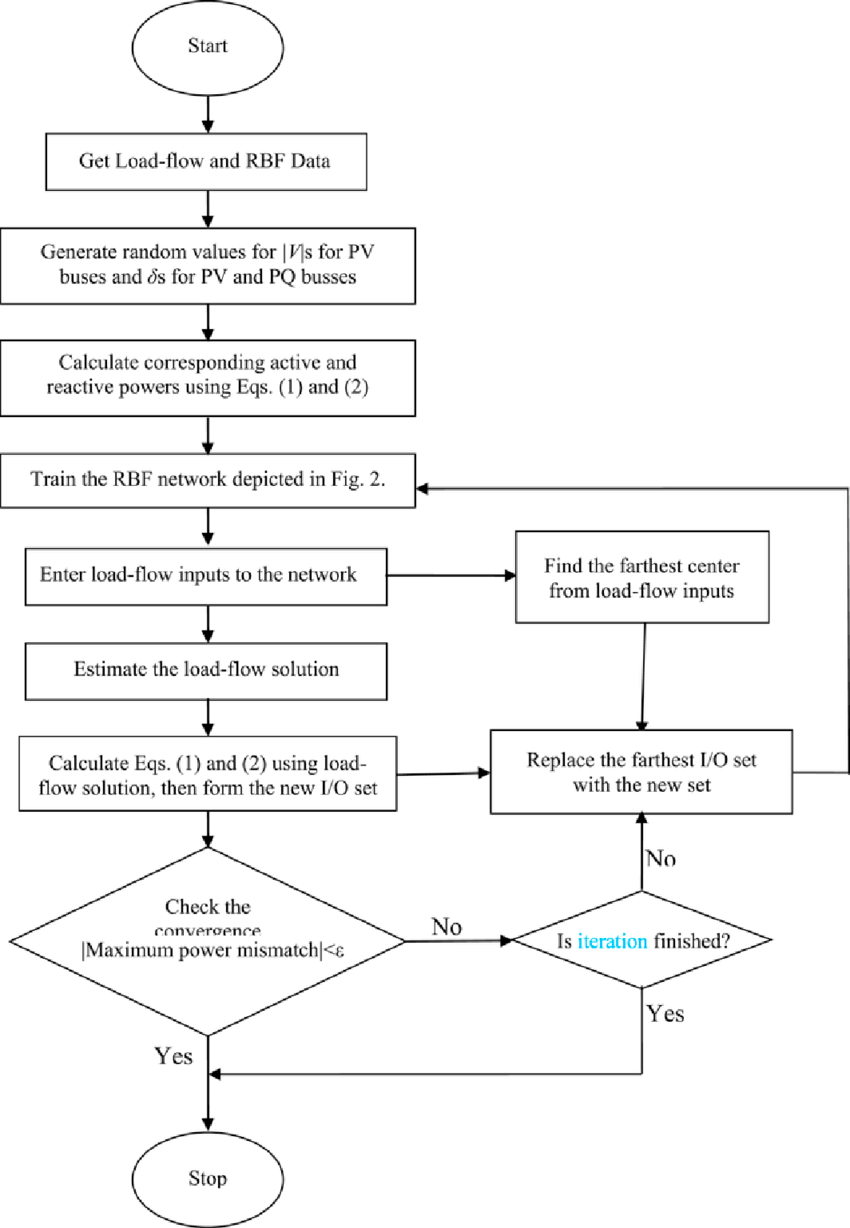 Start
Get Load-flow and RBF Data
Generate random values for |V|s for PV
buses and δs for PV and PQ busses
Calculate corresponding active and
reactive powers using Eqs. (1) and (2)
Train the RBF network depicted in Fig. 2.
Enter load-flow inputs to the network
Find the farthest center
from load-flow inputs
Estimate the load-flow solution
Calculate Eqs. (1) and (2) using load-
flow solution, then form the new I/O set
Replace the farthest I/O set
with the new set
No
Check the
convergence
|Maximum power mismatch|<ε
No
Is iteration finished?
Yes
Yes
Stop